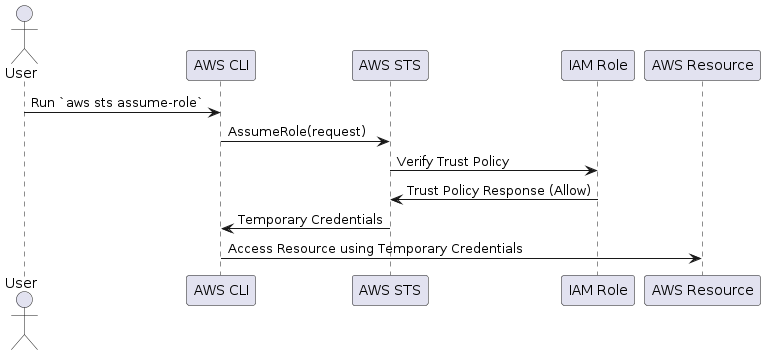 User
AWS CLI
AWS STS
IAM Role
AWS Resource
Run `aws sts assume-role`
AssumeRole(request)
Verify Trust Policy
Trust Policy Response (Allow)
Temporary Credentials
Access Resource using Temporary Credentials
User
AWS CLI
AWS STS
IAM Role
AWS Resource